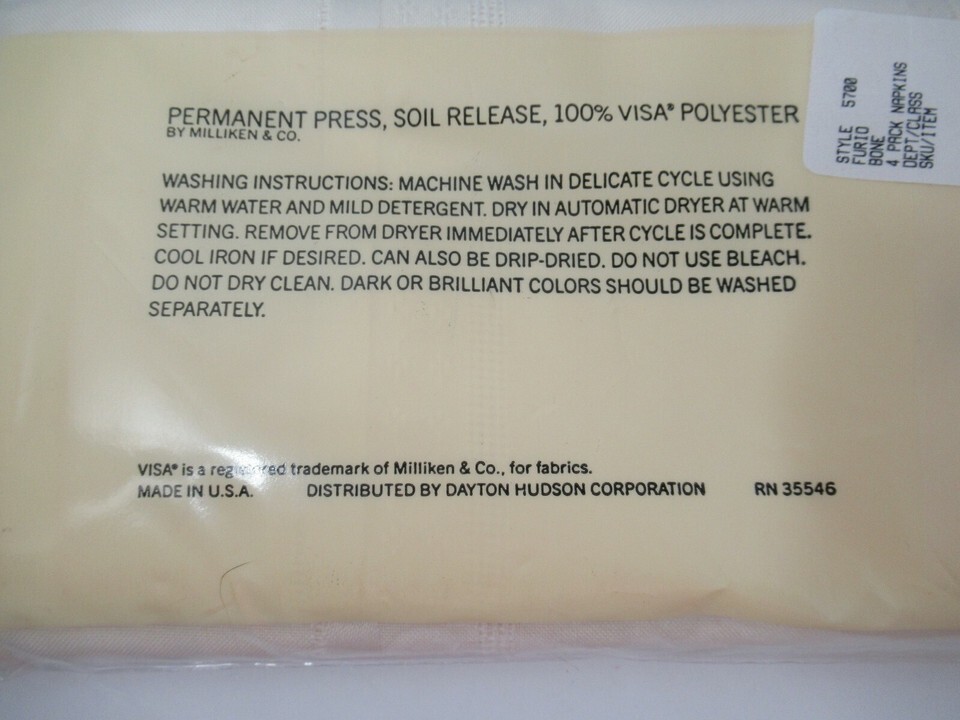 PERMANENT PRESS, SOIL RELEASE, 100% VISA® POLYESTER
BY MILLIKEN & CO.
WASHING INSTRUCTIONS: MACHINE WASH IN DELICATE CYCLE USING
WARM WATER AND MILD DETERGENT. DRY IN AUTOMATIC DRYER AT WARM
SETTING. REMOVE FROM DRYER IMMEDIATELY AFTER CYCLE IS COMPLETE.
COOL IRON IF DESIRED. CAN ALSO BE DRIP-DRIED. DO NOT USE BLEACH.
DO NOT DRY CLEAN. DARK OR BRILLIANT COLORS SHOULD BE WASHED
SEPARATELY.
VISA® is a registered trademark of Milliken & Co., for fabrics.
MADE IN U.S.A. DISTRIBUTED BY DAYTON HUDSON CORPORATION RN 35546
STYLE 5700
FURIO
BONE
4 PACK NAPKINS
DEPT/CLASS
SKU/ITEM